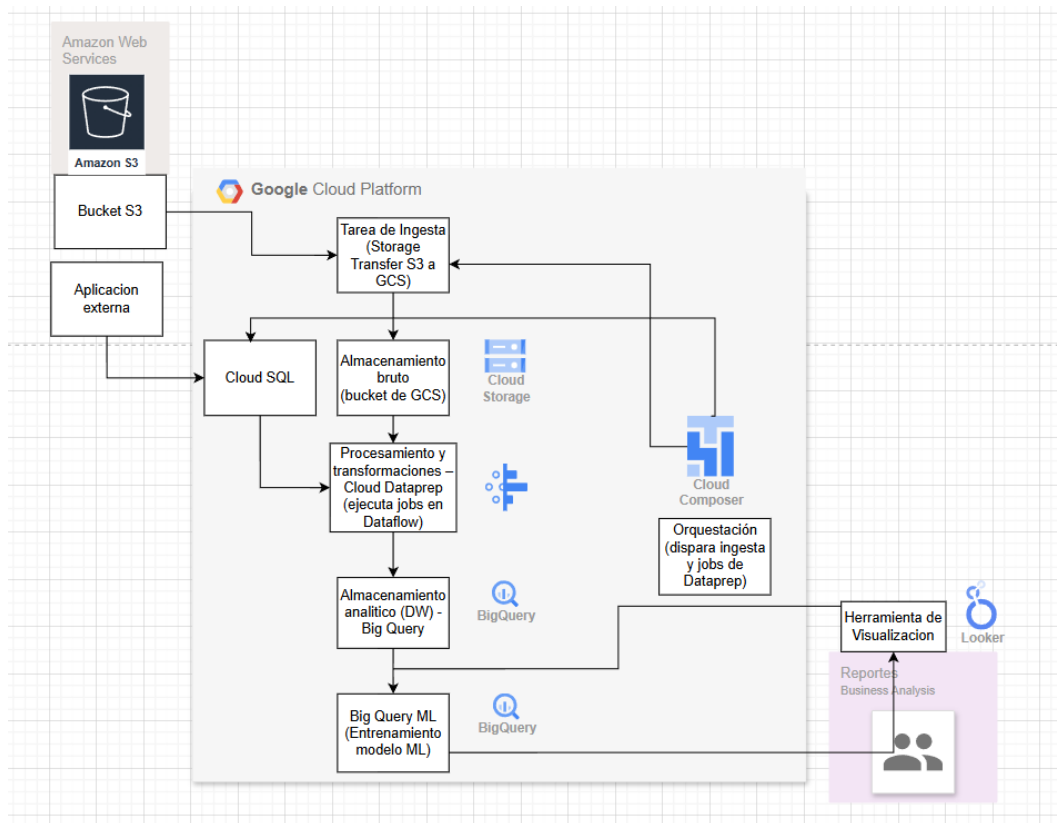 Amazon Web
Services
Amazon S3
Bucket S3
Google Cloud Platform
Tarea de Ingesta
(Storage
Transfer S3 a
GCS)
Aplicacion
externa
Cloud SQL
Almacenamiento
bruto
(bucket de GCS)
Cloud
Storage
Procesamiento y
transformaciones –
Cloud Dataprep
(ejecuta jobs en
Dataflow)
Cloud
Composer
Orquestación
(dispara ingesta
y jobs de
Dataprep)
Almacenamiento
analitico (DW) -
Big Query
BigQuery
Herramienta de
Visualizacion
Looker
Reportes
Business Analysis
Big Query ML
(Entrenamiento
modelo ML)
BigQuery